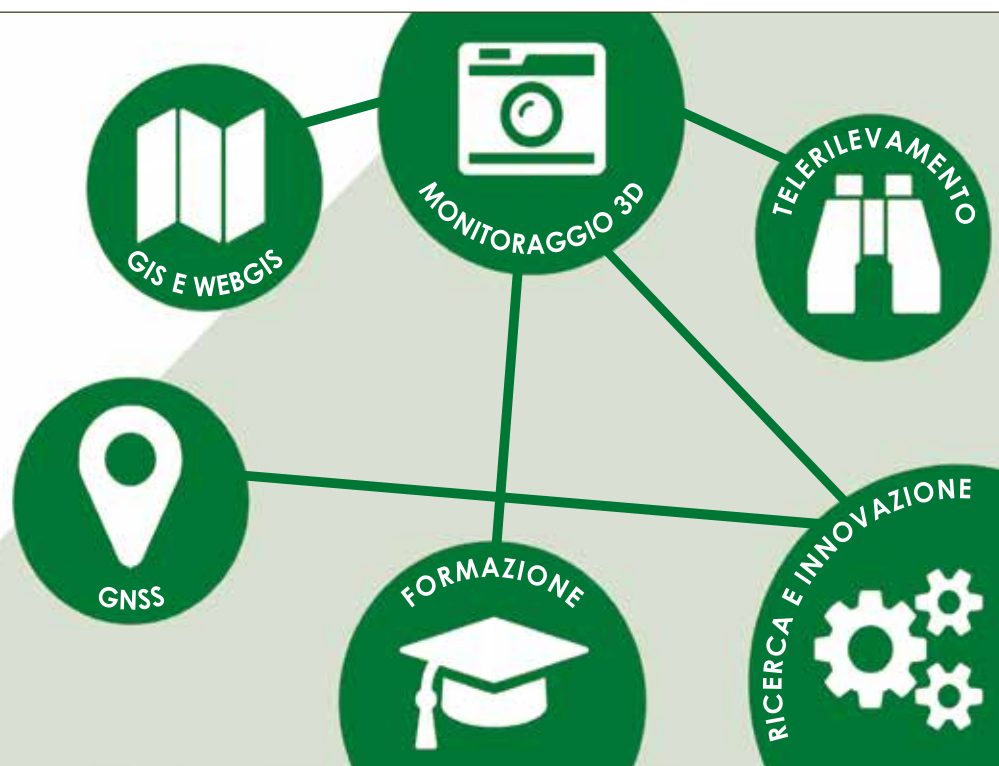 MONITORAGGIO 3D
GIS E WEBGIS
TELERILEVAMENTO
GNSS
FORMAZIONE
RICERCA E INNOVAZIONE